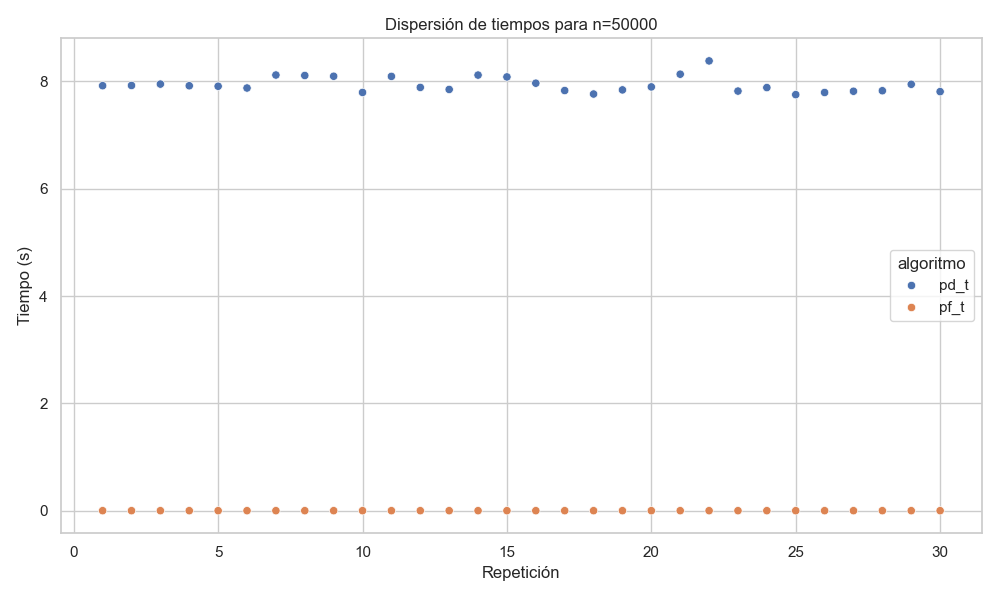 Dispersión de tiempos para n=50000
Tiempo (s)
8
6
4
2
0
algoritmo
pd_t
pf_t
0 5 10 15 20 25 30
Repetición